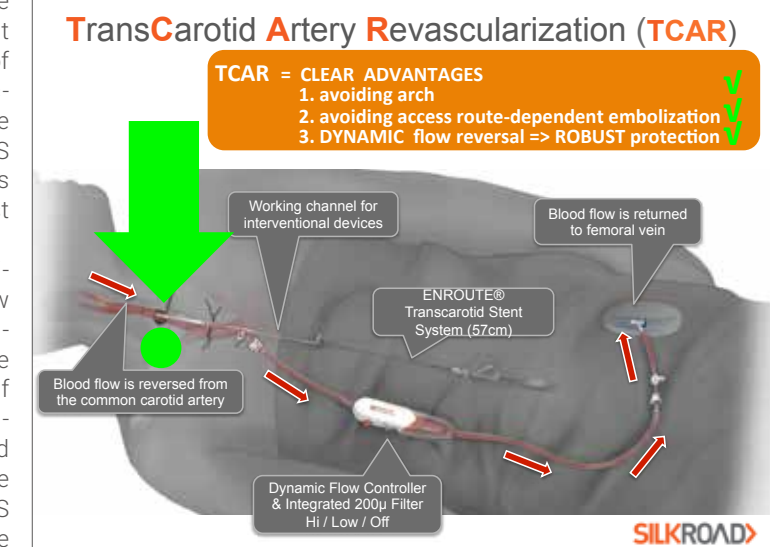 TransCarotid Artery Revascularization (TCAR)
TCAR = CLEAR ADVANTAGES
1. avoiding arch
2. avoiding access route-dependent embolization
3. DYNAMIC flow reversal => ROBUST protection
Working channel for
interventional devices
Blood flow is returned
to femoral vein
ENROUTE®
Transcarotid Stent
System (57cm)
Blood flow is reversed from
the common carotid artery
Dynamic Flow Controller
& Integrated 200µ Filter
Hi / Low / Off
SILKROAD